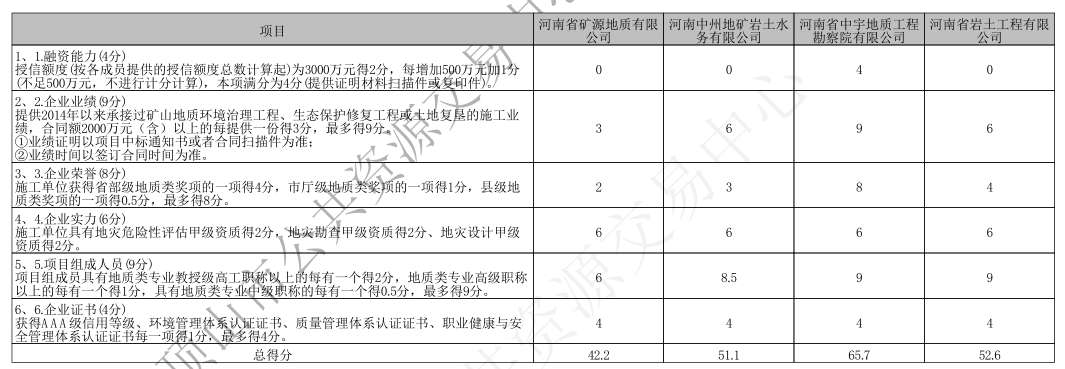 项目 河南省矿源地质有限公司 河南中州地矿岩土水务有限公司 河南省中宇地质工程勘察院有限公司 河南省岩土工程有限公司
1、1.融资能力(4分)
授信额度(按各成员提供的授信额度总数计算起)为3000万元得2分，每增加500万元加1分
(不足500万元，不进行计分计算)，本项满分为4分(提供证明材料扫描件或复印件)。
0 0 4 0
2、2.企业业绩(9分)
提供2014年以来承接过矿山地质环境治理工程、生态保护修复工程或土地复垦的施工业
绩，合同额2000万元（含）以上的每提供一份得3分，最多得9分。
①业绩证明以项目中标通知书或者合同扫描件为准；
②业绩时间以签订合同时间为准。
3 6 9 6
3、3.企业荣誉(8分)
施工单位获得省部级地质类奖项的一项得4分，市厅级地质类奖项的一项得1分，县级地
质类奖项的一项得0.5分，最多得8分。
2 3 8 4
4、4.企业实力(6分)
施工单位具有地灾危险性评估甲级资质得2分，地灾勘查甲级资质得2分、地灾设计甲级
资质得2分。
6 6 6 6
5、5.项目组成人员(9分)
项目组成员具有地质类专业教授级高工职称以上的每有一个得2分，地质类专业高级职称
以上的每有一个得1分，具有地质类专业中级职称的每有一个得0.5分，最多得9分。
6 8.5 9 9
6、6.企业证书(4分)
获得AAA级信用等级、环境管理体系认证证书、质量管理体系认证证书、职业健康与安
全管理体系认证证书每一项得1分，最多得4分。
4 4 4 4
总得分 42.2 51.1 65.7 52.6
顶山市公共资源交易中心
共资源交易中心